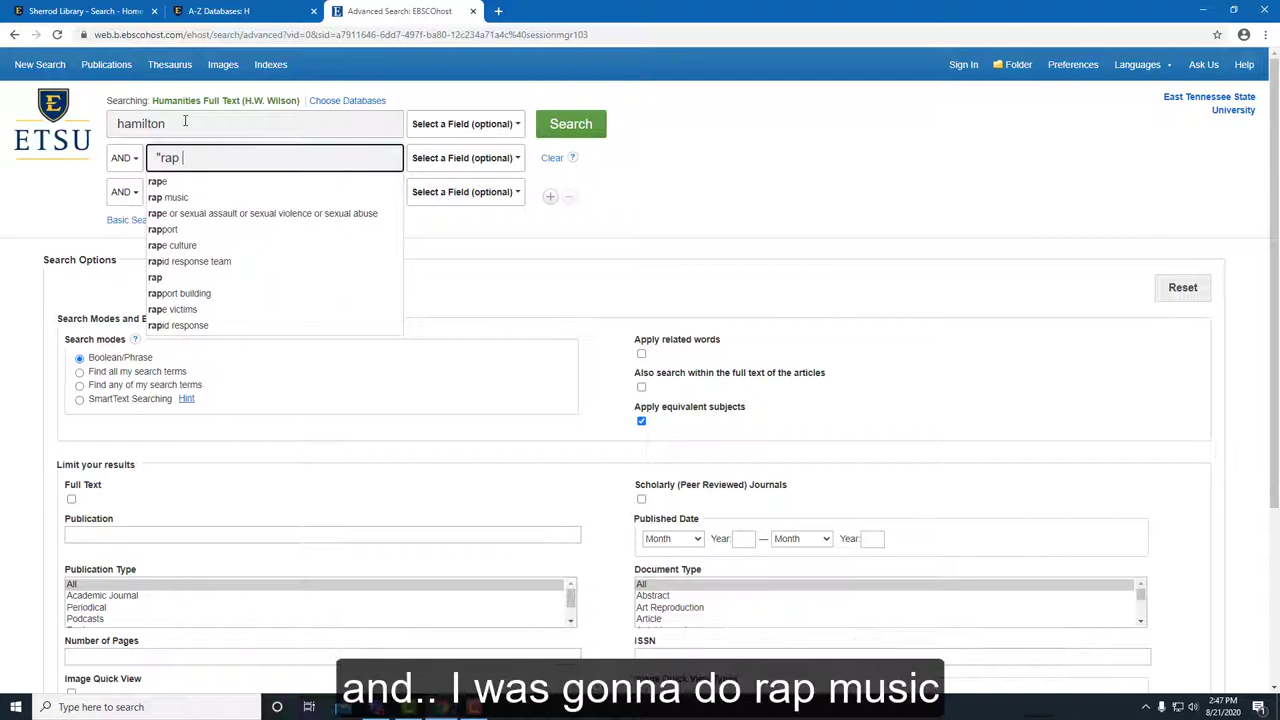 Sherrod Library - Search - Home
A-Z Databases: H
Advanced Search: EBSCOhost
web.b.ebscohost.com/ehost/search/advanced?vid=0&sid=a7911646-6dd7-497f-ba80-12c234a71a4c%40sessionmgr103
New Search Publications Thesaurus Images Indexes Sign In Folder Preferences Languages Ask Us Help
Searching: Humanities Full Text (H.W. Wilson) Choose Databases
East Tennessee State
University
ETSU
hamilton Select a Field (optional) Search
AND "rap Select a Field (optional) Clear ?
rape
rap music
AND Select a Field (optional)
rape or sexual assault or sexual violence or sexual abuse
Basic Sea
rapport
rape culture
rapid response team
rap
rapport building
rape victims
rapid response
Search Options
Reset
Search Modes and E
Search modes ?
Boolean/Phrase
Find all my search terms
Find any of my search terms
SmartText Searching Hint
Apply related words
Also search within the full text of the articles
Apply equivalent subjects
Limit your results
Full Text
Scholarly (Peer Reviewed) Journals
Publication
Published Date
Month Year: — Month Year:
Publication Type
All
Academic Journal
Periodical
Podcasts
Document Type
All
Abstract
Art Reproduction
Article
Number of Pages
ISSN
Image Quick View
and... I was gonna do rap music
Type here to search
2:47 PM
8/21/2020